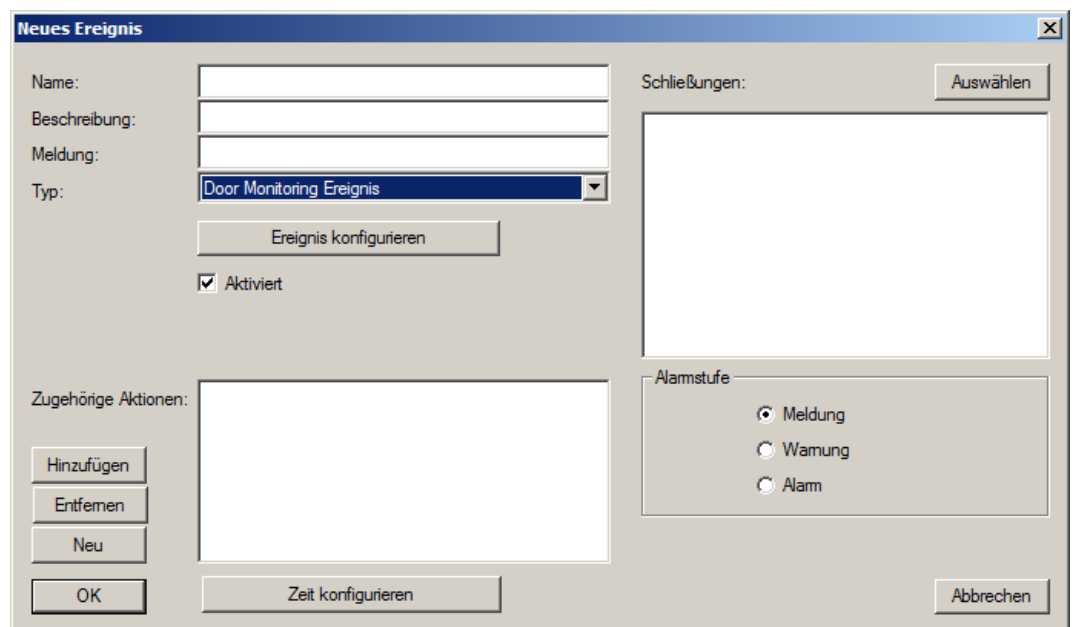 Neues Ereignis
Name:
Beschreibung:
Meldung:
Typ:
Door Monitoring Ereignis
Ereignis konfigurieren
Aktiviert
Zugehörige Aktionen:
Hinzufügen
Entfernen
Neu
OK
Zeit konfigurieren
Schließungen:
Auswählen
Alarmstufe
Meldung
Warnung
Alarm
Abbrechen